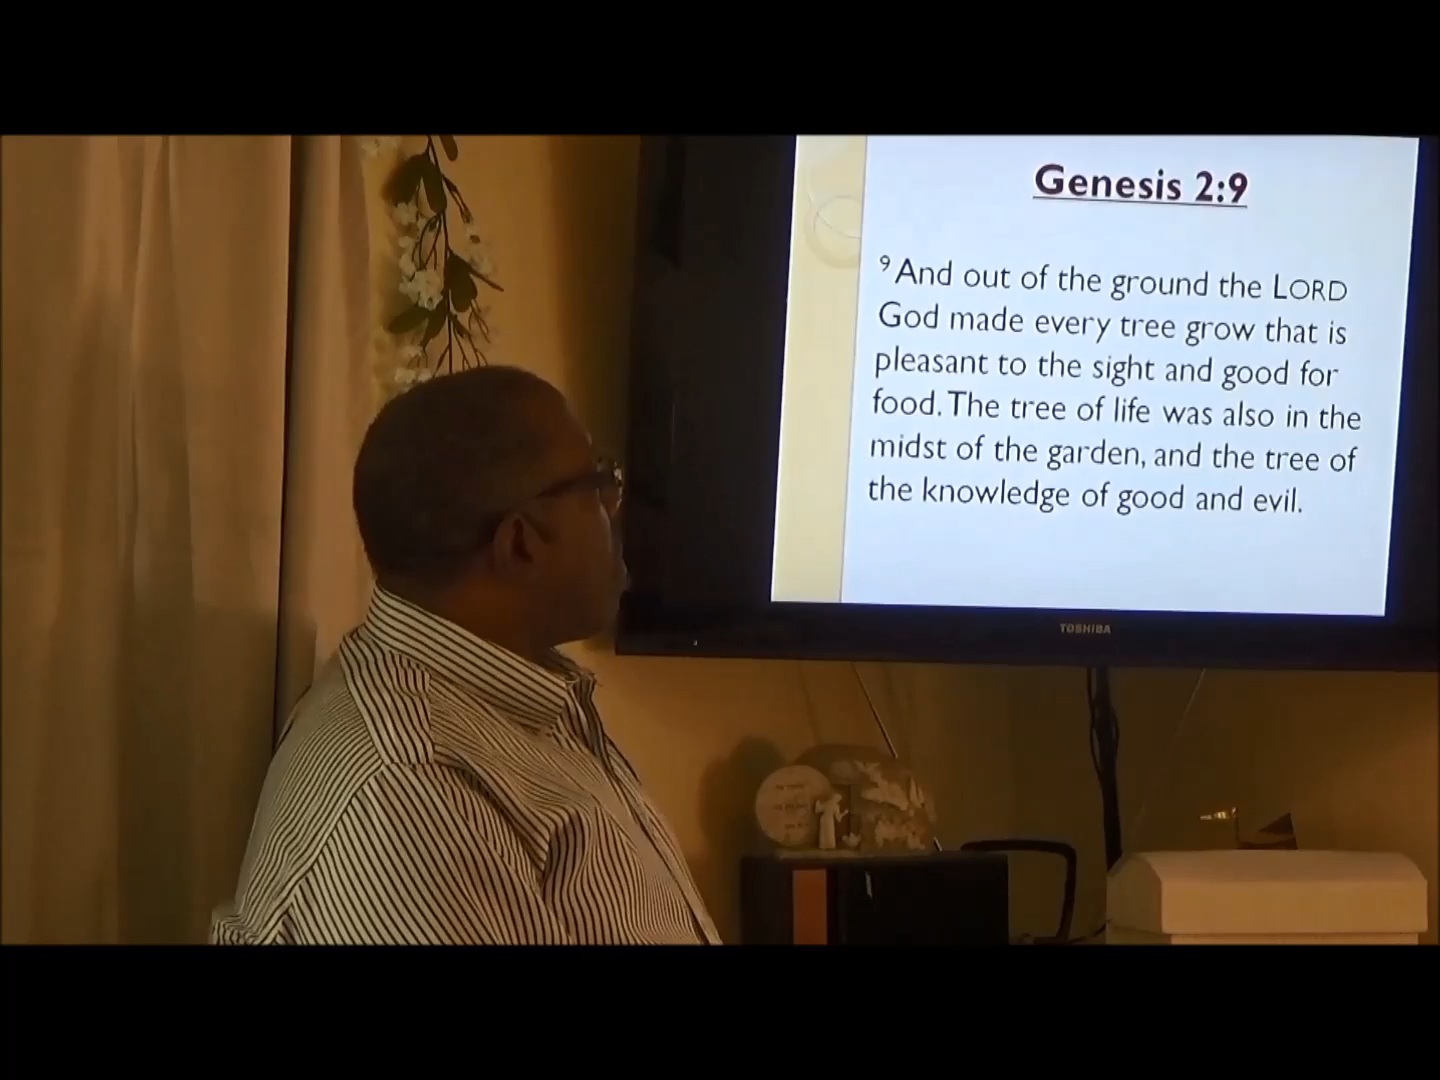 Genesis 2:9
9 And out of the ground the LORD
God made every tree grow that is
pleasant to the sight and good for
food. The tree of life was also in the
midst of the garden, and the tree of
the knowledge of good and evil.
TOSHIBA